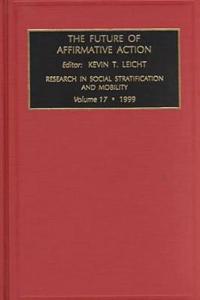 THE FUTURE OF
AFFIRMATIVE ACTION
Editor: KEVIN T. LEICHT
RESEARCH IN SOCIAL STRATIFICATION
AND MOBILITY
Volume 17 • 1999